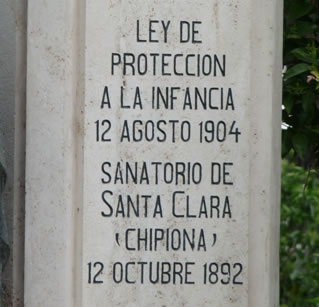 LEY DE
PROTECCION
A LA INFANCIA
12 AGOSTO 1904
SANATORIO DE
SANTA CLARA
(CHIPIONA)
12 OCTUBRE 1892